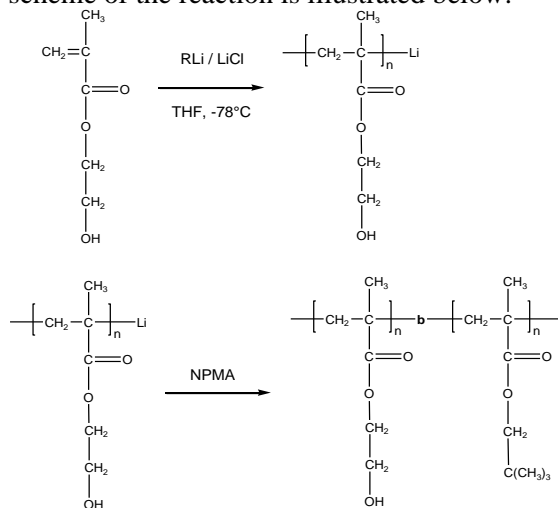 scheme of the reaction is illustrated below:
CH3
CH2=C
C=O
O
CH2
CH2
OH
RLi / LiCl
THF, -78°C
CH3
[CH2-C]n-Li
C=O
O
CH2
CH2
OH
CH3
[CH2-C]n-Li
C=O
O
CH2
CH2
OH
NPMA
CH3 CH3
[CH2-C]n-b-[CH2-C]n
C=O C=O
O O
CH2 CH2
CH2 C(CH3)3
OH